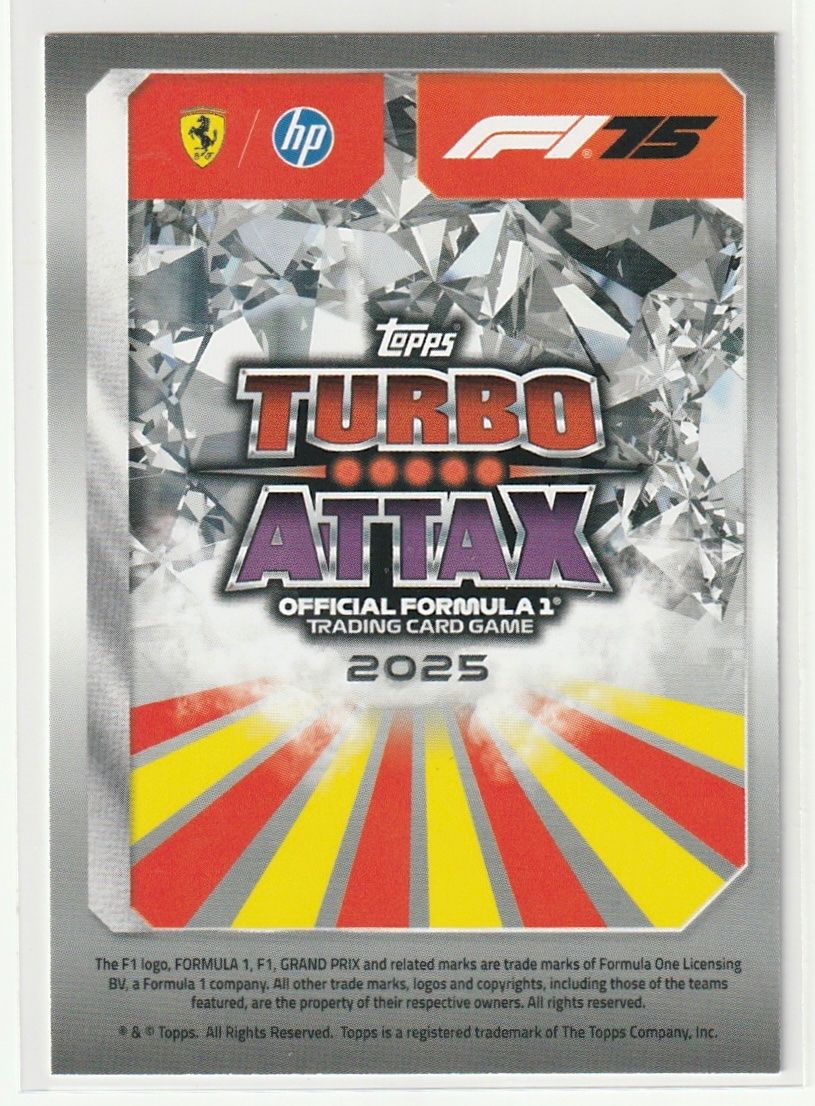 hp
F1 75
Topps
TURBO
ATTAX
OFFICIAL FORMULA 1®
TRADING CARD GAME
2025
The F1 logo, FORMULA 1, F1, GRAND PRIX and related marks are trade marks of Formula One Licensing
BV, a Formula 1 company. All other trade marks, logos and copyrights, including those of the teams
featured, are the property of their respective owners. All rights reserved.
® & © Topps. All Rights Reserved. Topps is a registered trademark of The Topps Company, Inc.